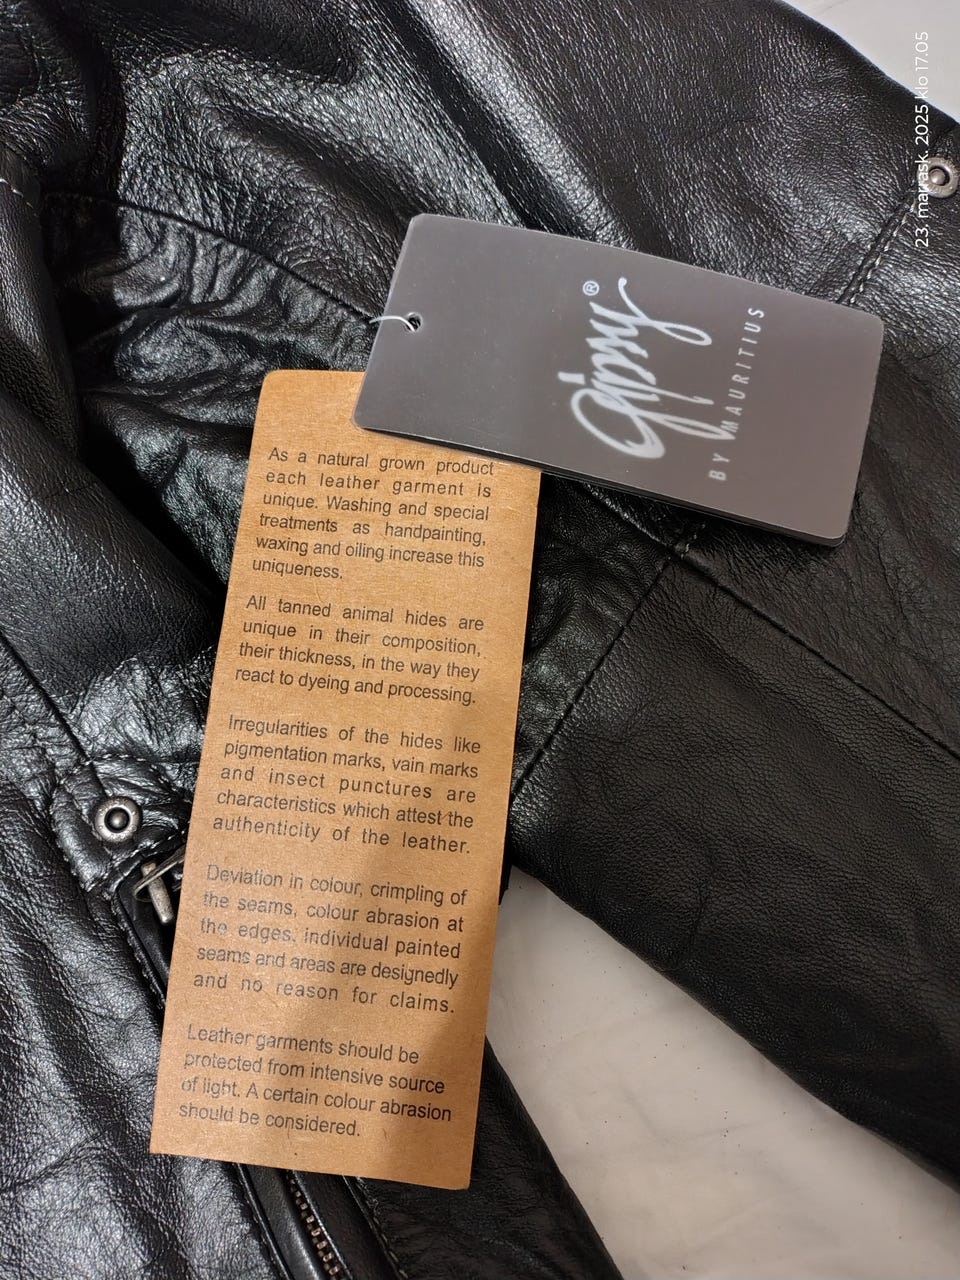 23 marrask. 2025 klo 17.05
Gipsy®
BY MAURITIUS
As a natural grown product
each leather garment is
unique. Washing and special
treatments as handpainting,
waxing and oiling increase this
uniqueness.
All tanned animal hides are
unique in their composition,
their thickness, in the way they
react to dyeing and processing.
Irregularities of the hides like
pigmentation marks, vain marks
and insect punctures are
characteristics which attest the
authenticity of the leather.
Deviation in colour, crimpling of
the seams, colour abrasion at
the edges, individual painted
seams and areas are designedly
and no reason for claims.
Leather garments should be
protected from intensive source
of light. A certain colour abrasion
should be considered.